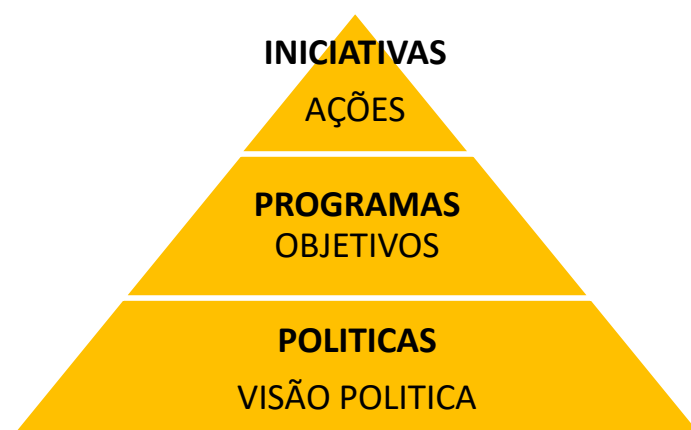 INICIATIVAS
AÇÕES
PROGRAMAS
OBJETIVOS
POLITICAS
VISÃO POLITICA